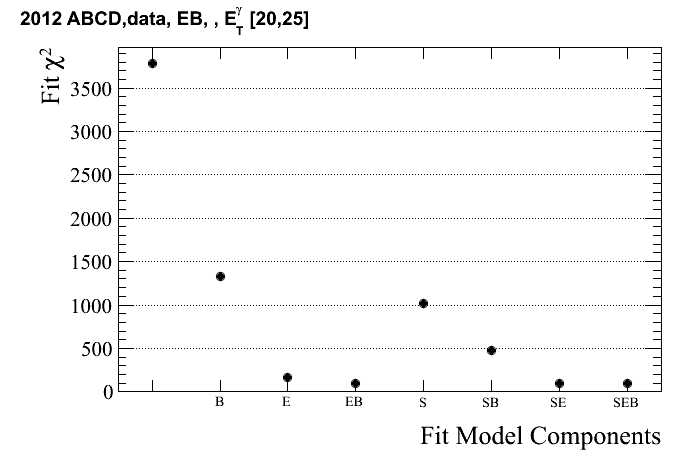 2012 ABCD,data, EB, , E_T^γ [20,25]
Fit χ²
3500
3000
2500
2000
1500
1000
500
0
B E EB S SB SE SEB
Fit Model Components